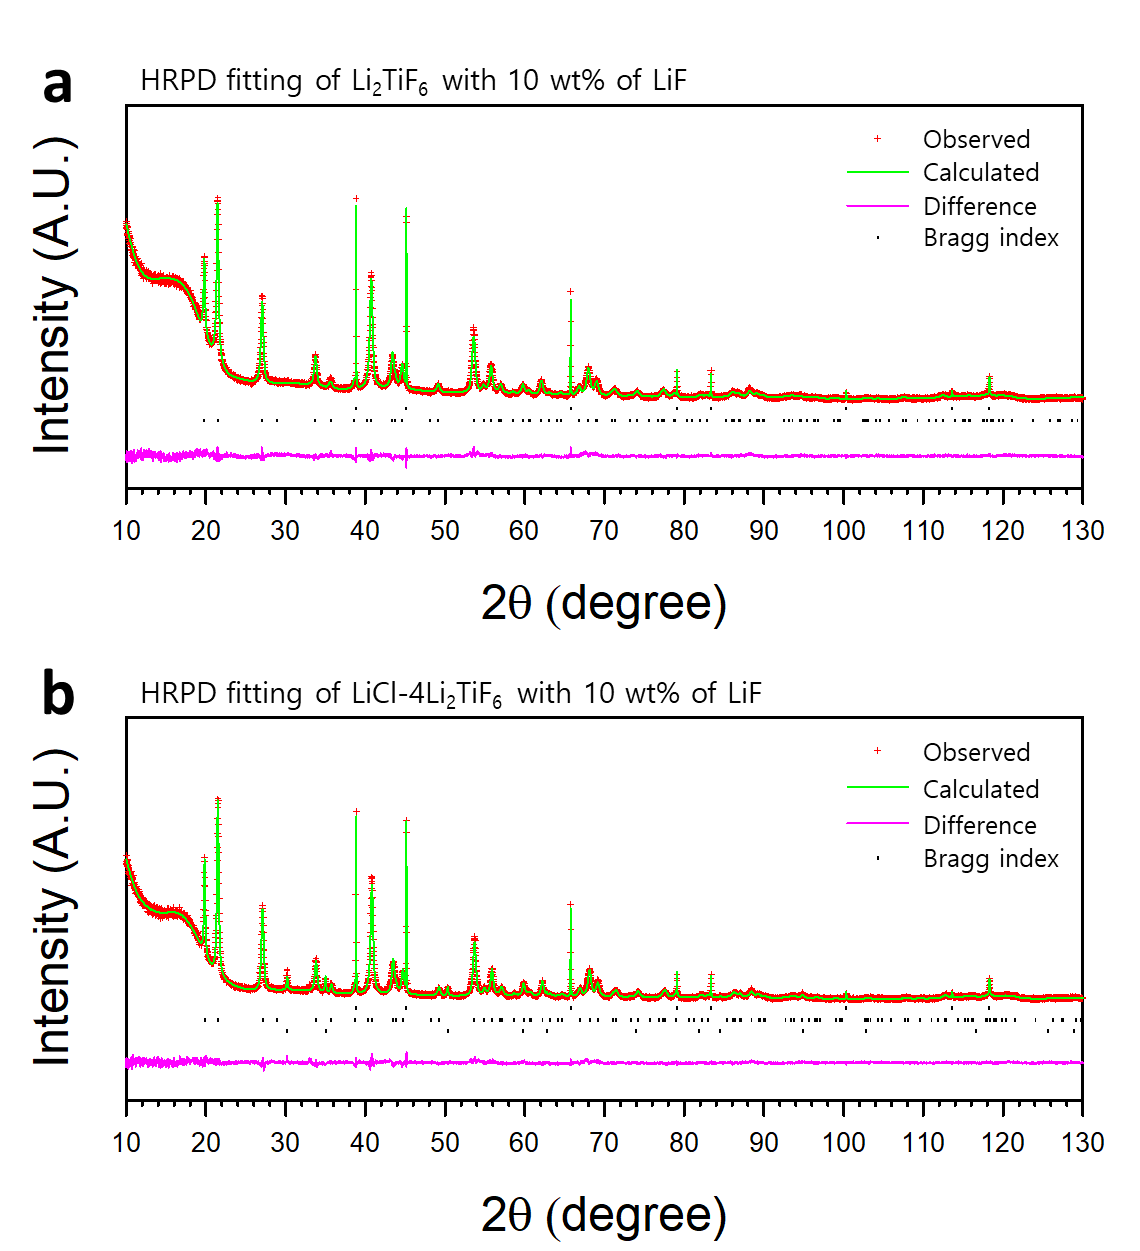 a
HRPD fitting of Li₂TiF₆ with 10 wt% of LiF
Intensity (A.U.)
Observed
Calculated
Difference
Bragg index
10 20 30 40 50 60 70 80 90 100 110 120 130
2θ (degree)
b
HRPD fitting of LiCl-4Li₂TiF₆ with 10 wt% of LiF
Intensity (A.U.)
Observed
Calculated
Difference
Bragg index
10 20 30 40 50 60 70 80 90 100 110 120 130
2θ (degree)